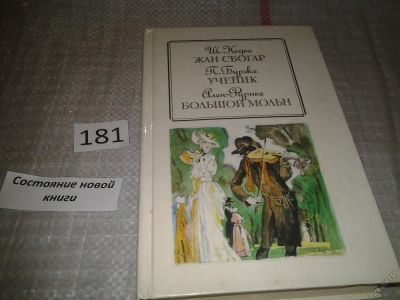 Ш. Нодье
ЖАН СБОГАР
П. Бурже
УЧЕНИК
Ален-Фурнье
БОЛЬШОЙ МОЛЬН
181
Состояние новой
книги